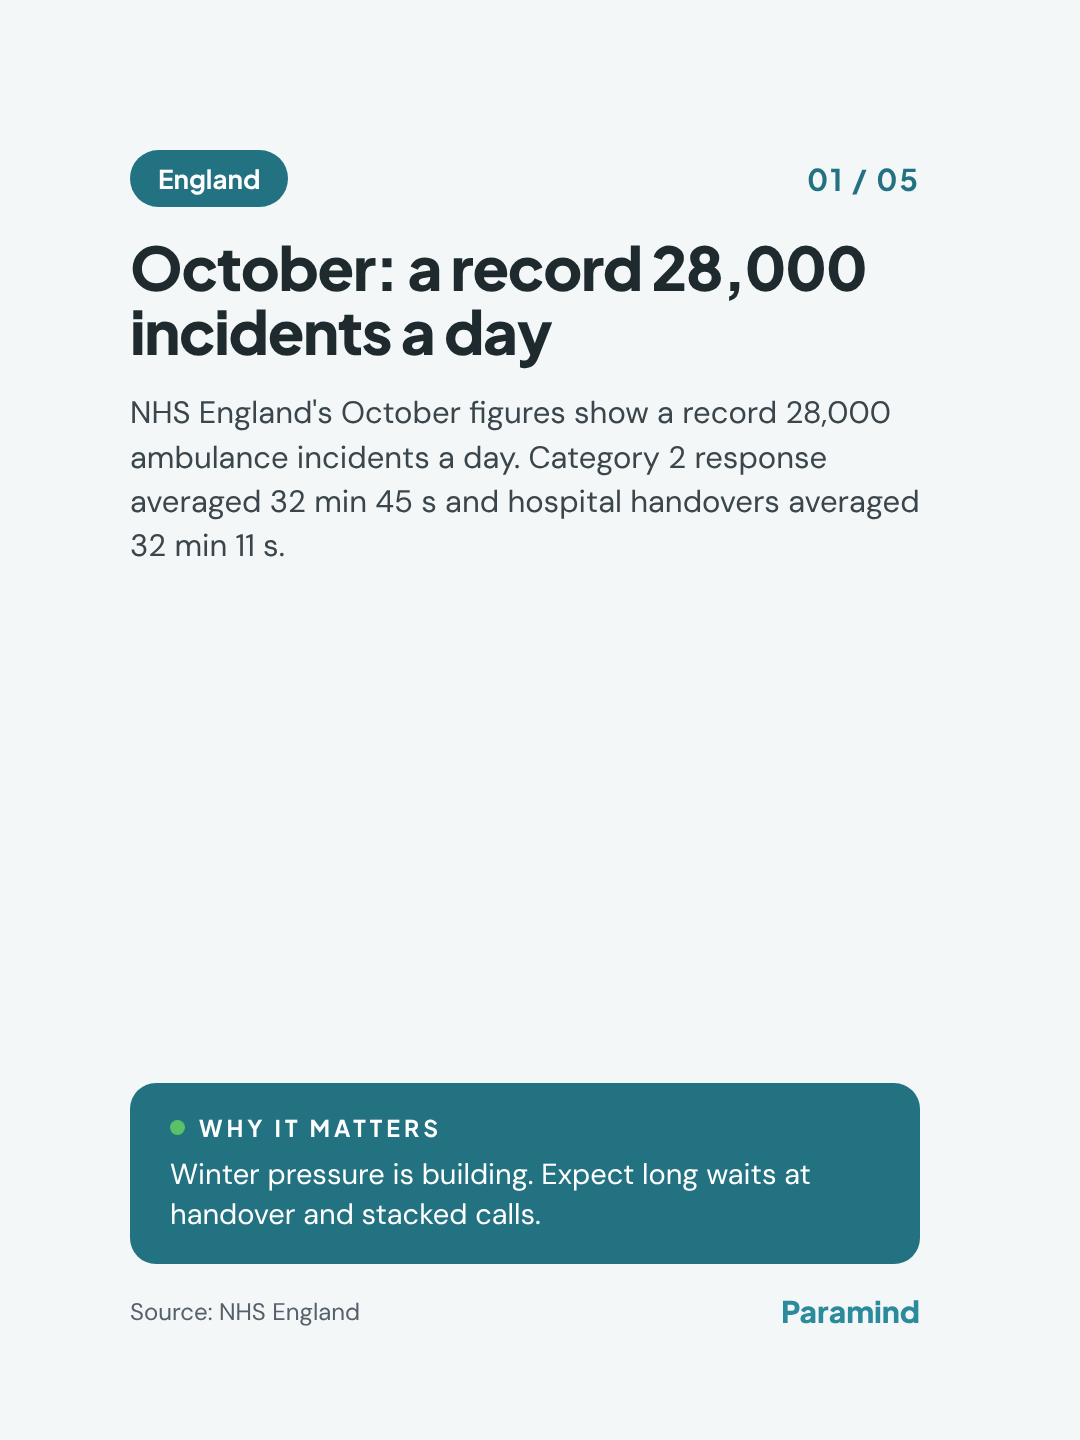 England
01 / 05
October: a record 28,000
incidents a day
NHS England's October figures show a record 28,000
ambulance incidents a day. Category 2 response
averaged 32 min 45 s and hospital handovers averaged
32 min 11 s.
WHY IT MATTERS
Winter pressure is building. Expect long waits at
handover and stacked calls.
Source: NHS England
Paramind